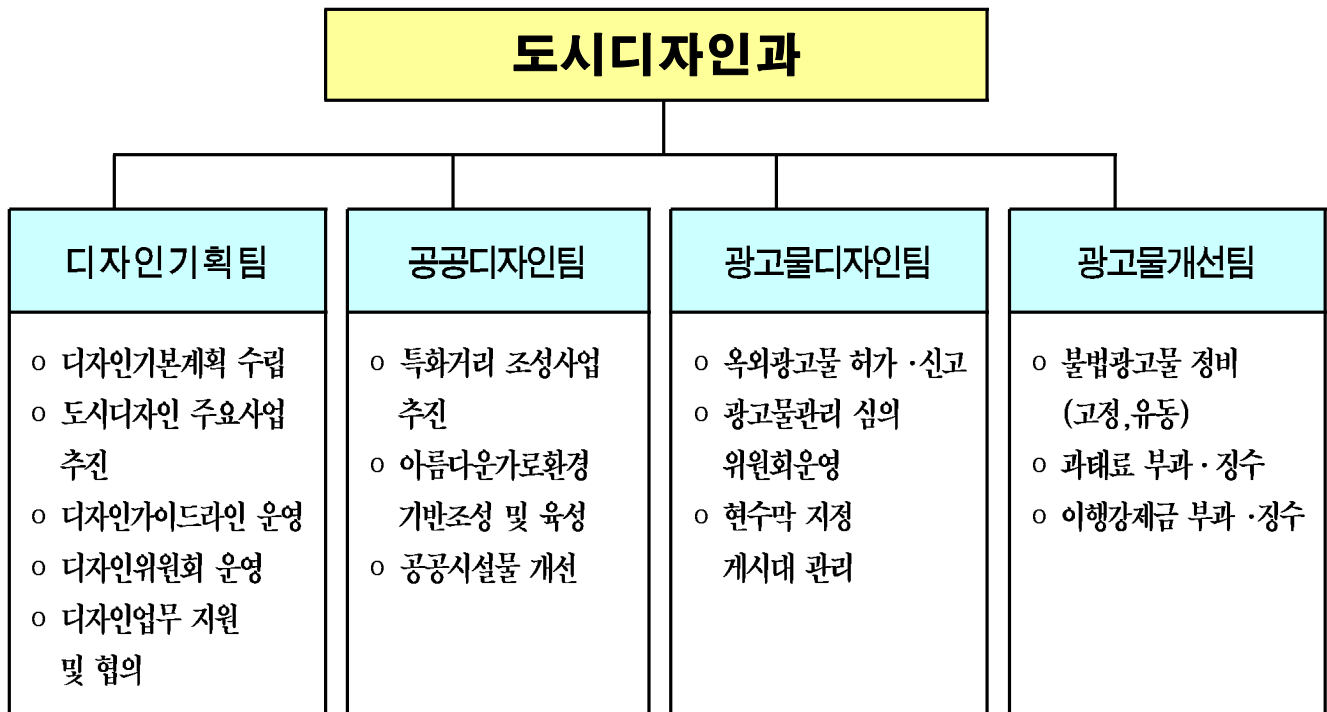 도시디자인과
디자인기획팀
o 디자인기본계획 수립
o 도시디자인 주요사업
추진
o 디자인가이드라인 운영
o 디자인위원회 운영
o 디자인업무 지원
및 협의
공공디자인팀
o 특화거리 조성사업
추진
o 아름다운가로환경
기반조성 및 육성
o 공공시설물 개선
광고물디자인팀
o 옥외광고물 허가 ·신고
o 광고물관리 심의
위원회운영
o 현수막 지정
게시대 관리
광고물개선팀
o 불법광고물 정비
(고정,유동)
o 과태료 부과 · 징수
o 이행강제금 부과 ·징수